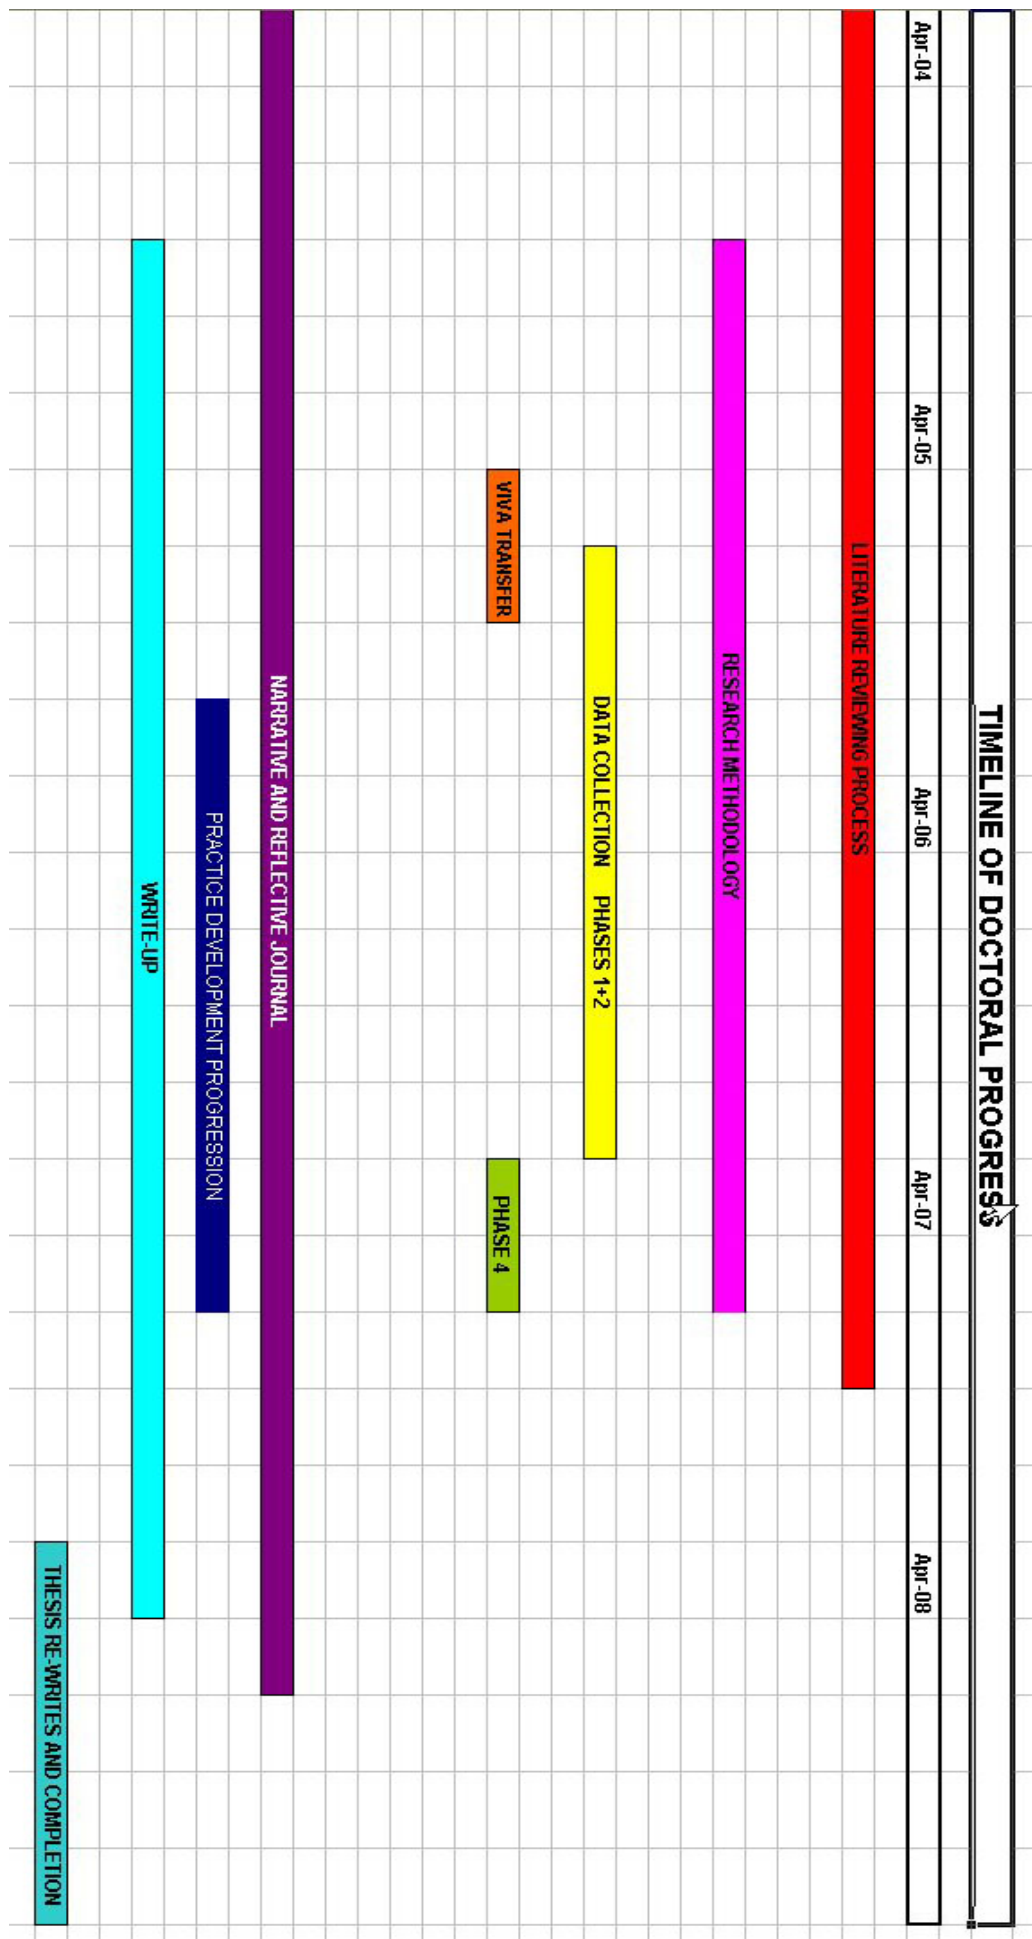 TIMELINE OF DOCTORAL PROGRESS
Apr-04 Apr-05 Apr-06 Apr-07 Apr-08
LITERATURE REVIEWING PROCESS
RESEARCH METHODOLOGY
DATA COLLECTION PHASES 1+2
VIVA TRANSFER
PHASE 4
NARRATIVE AND REFLECTIVE JOURNAL
PRACTICE DEVELOPMENT PROGRESSION
WRITE-UP
THESIS RE-WRITES AND COMPLETION